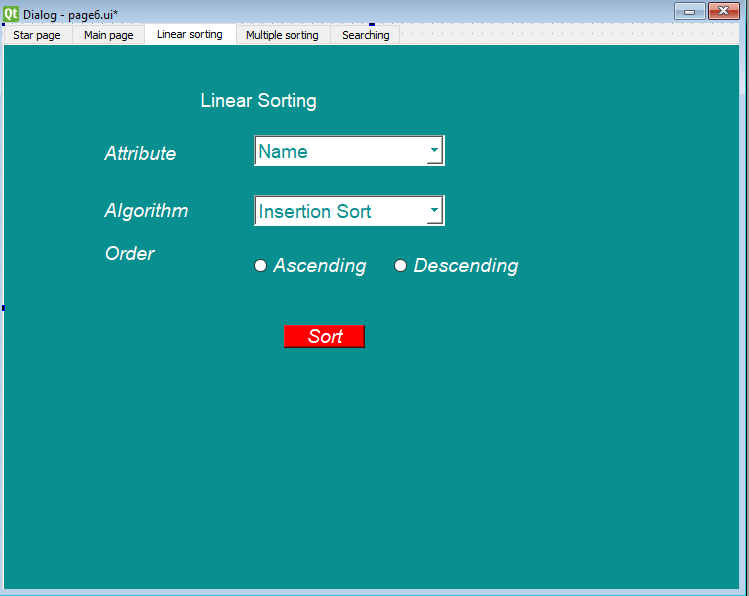 Qt Dialog - page6.ui*
Star page Main page Linear sorting Multiple sorting Searching
Linear Sorting
Attribute Name
Algorithm Insertion Sort
Order
Ascending Descending
Sort